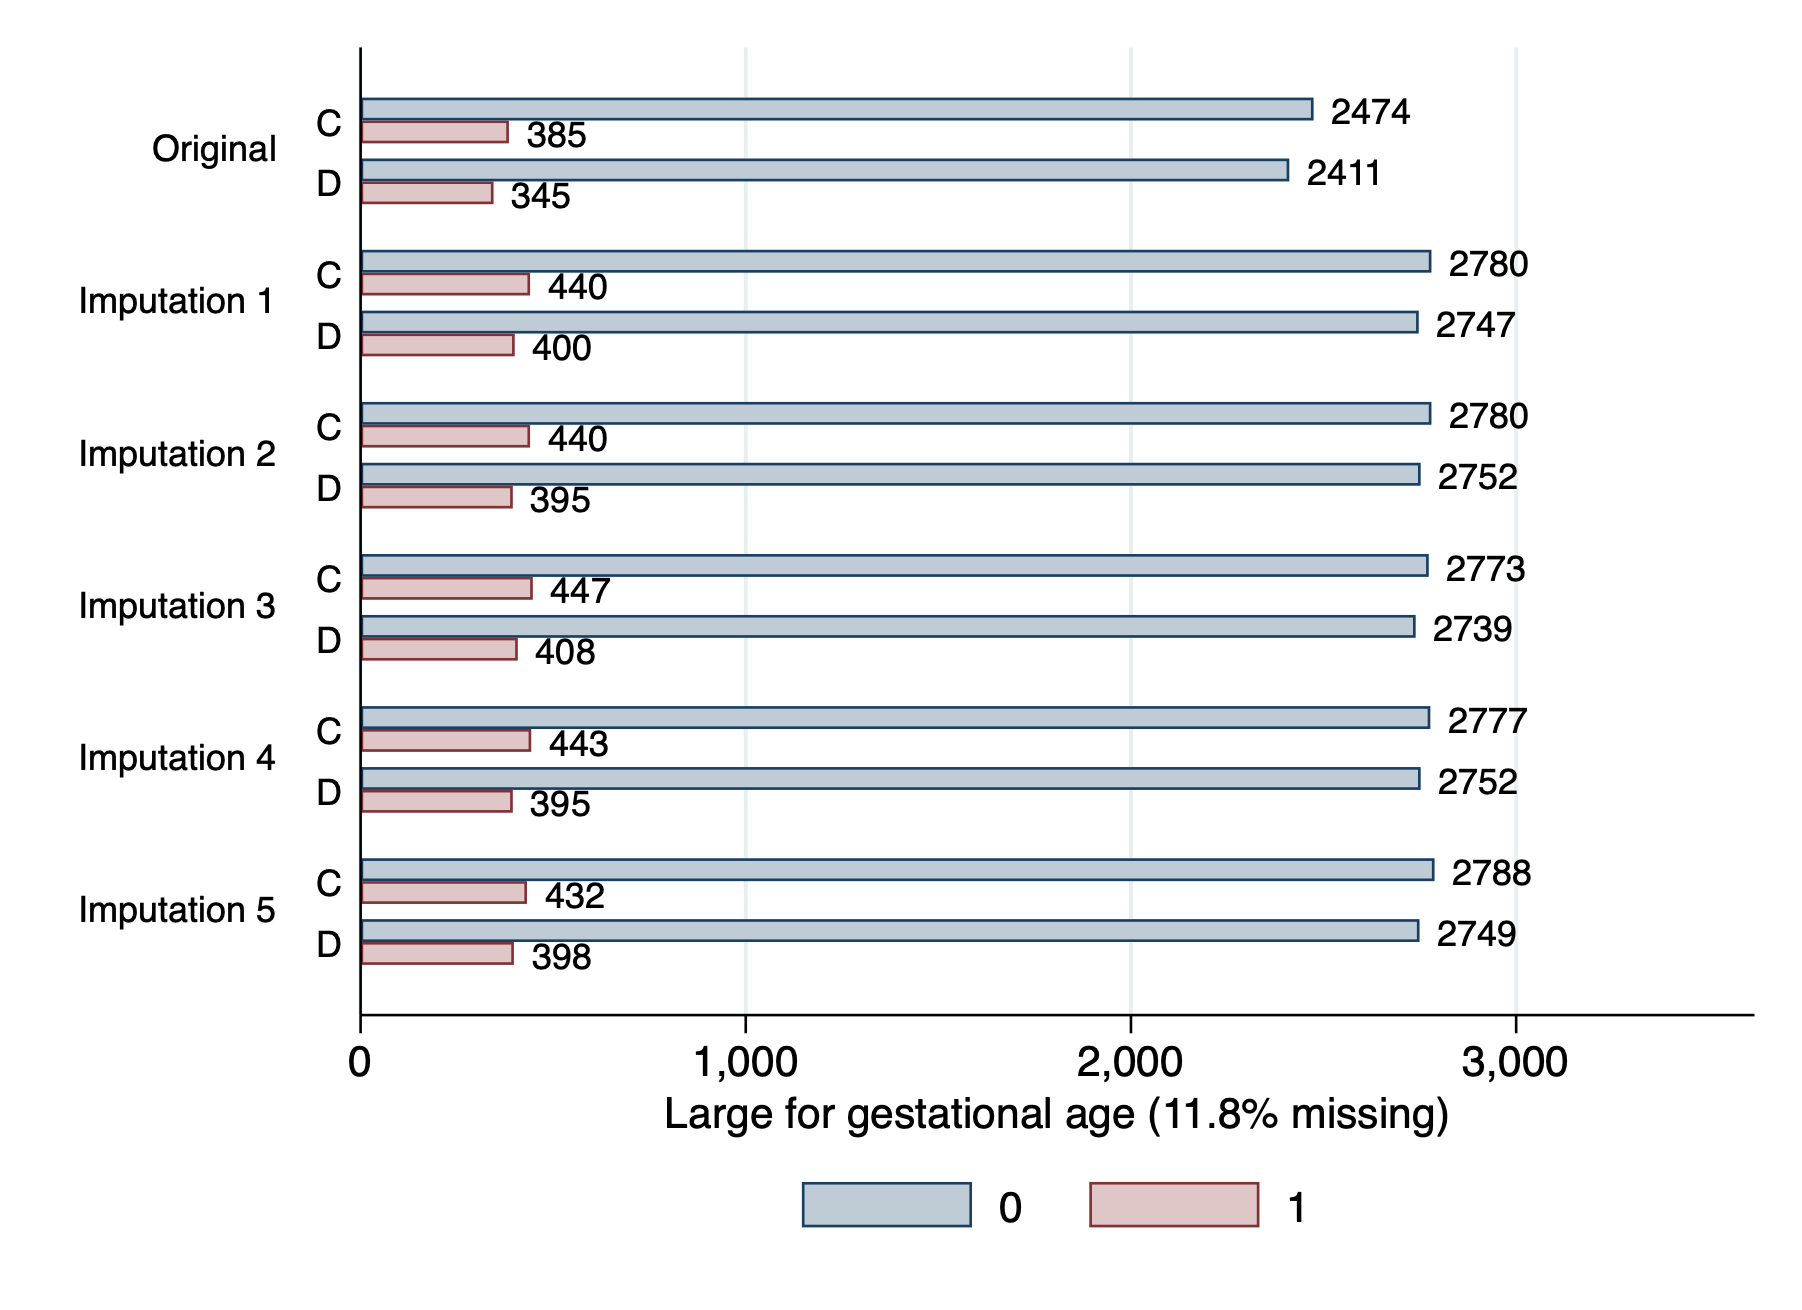 Original
C
2474
385
D
2411
345
Imputation 1
C
2780
440
D
2747
400
Imputation 2
C
2780
440
D
2752
395
Imputation 3
C
2773
447
D
2739
408
Imputation 4
C
2777
443
D
2752
395
Imputation 5
C
2788
432
D
2749
398
0 1,000 2,000 3,000
Large for gestational age (11.8% missing)
0 1